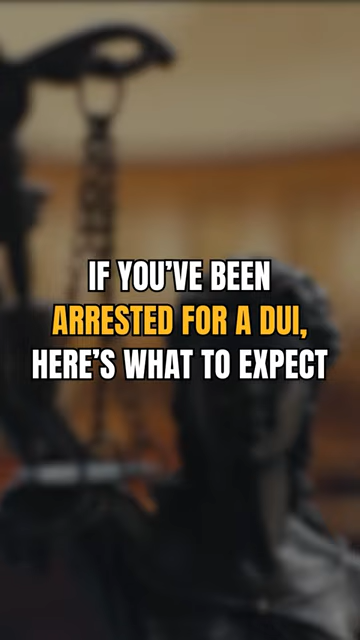 IF YOU’VE BEEN
ARRESTED FOR A DUI,
HERE’S WHAT TO EXPECT